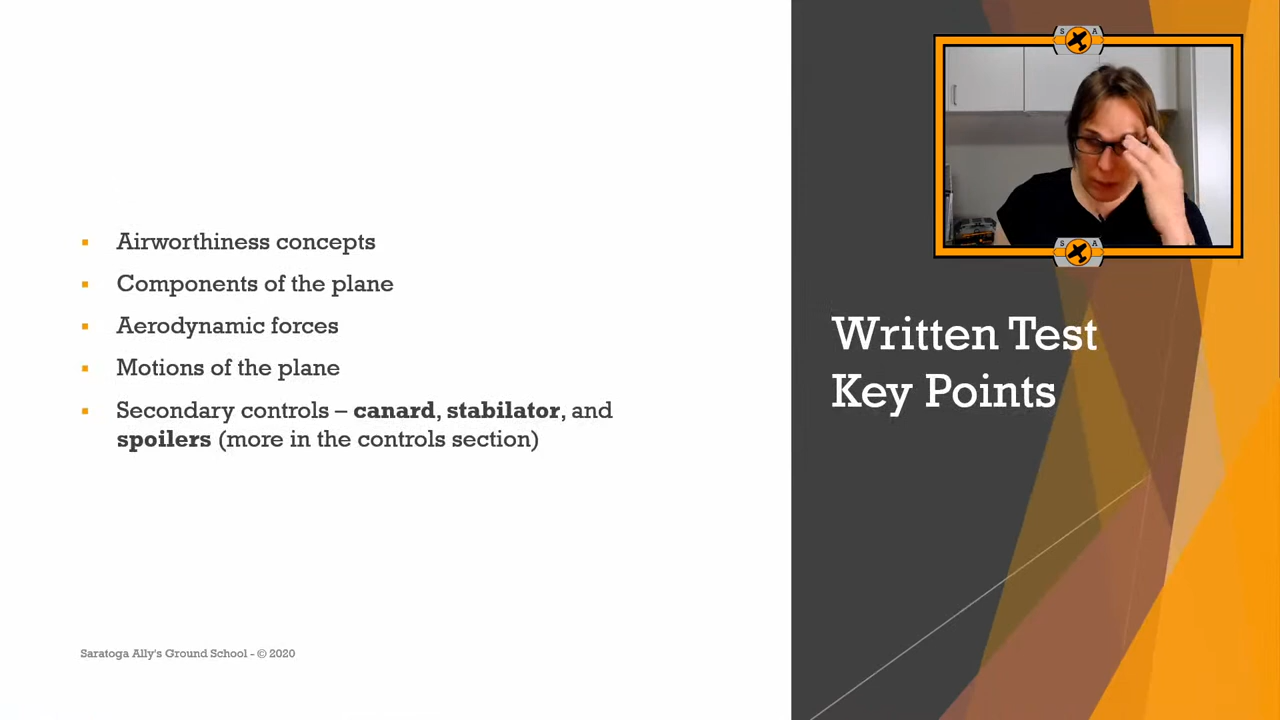 S A
Airworthiness concepts
Components of the plane
Aerodynamic forces
Motions of the plane
Secondary controls – canard, stabilator, and
spoilers (more in the controls section)
S A
Written Test
Key Points
Saratoga Ally's Ground School - © 2020